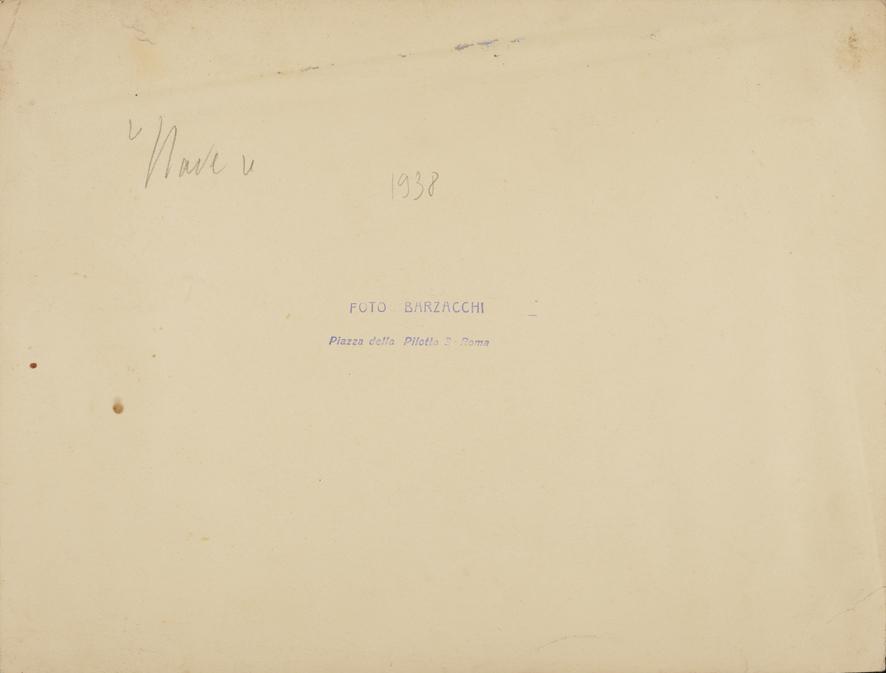 "Nave"
1938
FOTO BARZACCHI
Piazza della Pilotta 3 - Roma